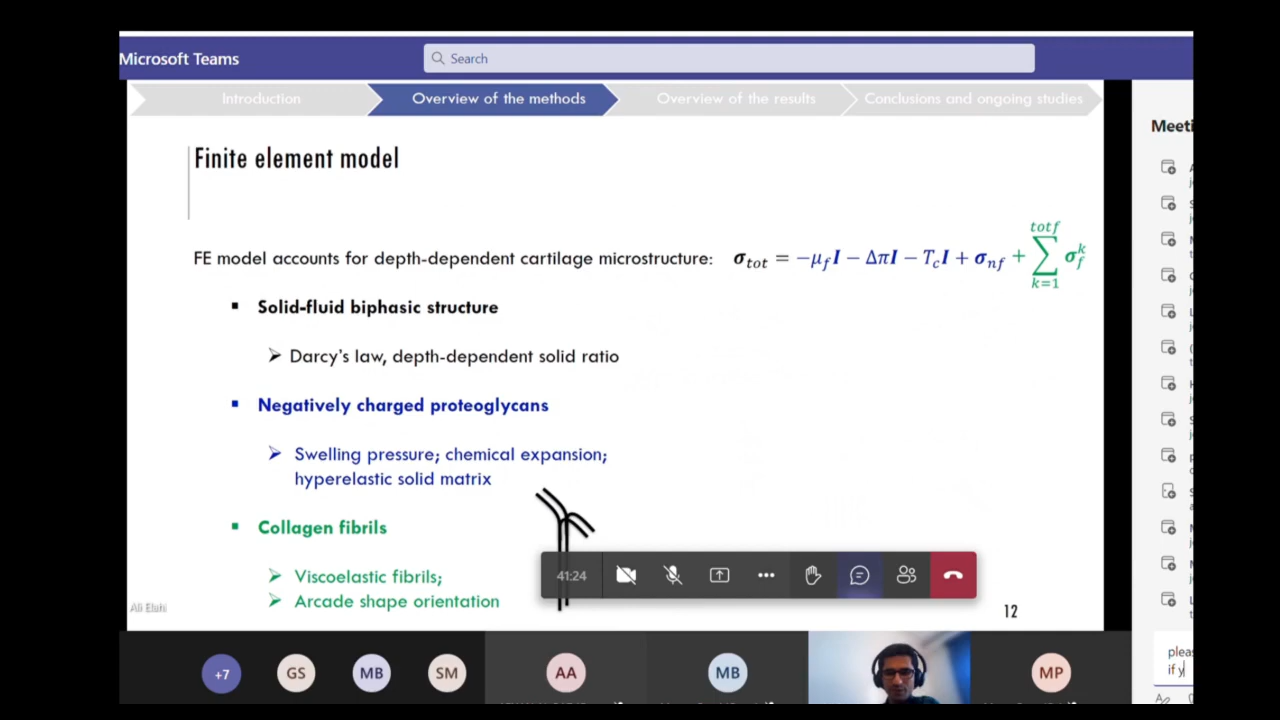 Microsoft Teams
Search
Introduction
Overview of the methods
Overview of the results
Conclusions and ongoing studies
Finite element model
FE model accounts for depth-dependent cartilage microstructure: σ_tot = −μ_f I − Δπ I − T_c I + σ_nf + ∑_{k=1}^{totf} σ_f^k
▪ Solid-fluid biphasic structure
➢ Darcy's law, depth-dependent solid ratio
▪ Negatively charged proteoglycans
➢ Swelling pressure; chemical expansion;
hyperelastic solid matrix
▪ Collagen fibrils
➢ Viscoelastic fibrils;
➢ Arcade shape orientation
41:24
Ali Elahi
12
+7
GS
MB
SM
AA
MB
MP
Meeti
pleas
if y